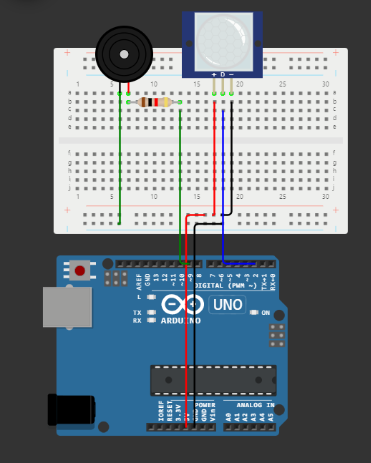 + D -
1 5 10 15 20 25 30
a
b
c
d
e
f
g
h
i
j
1 5 10 15 20 25 30
AREF
GND
13
12
~11
~10
~9
8
7
~6
~5
4
~3
2
TX→1
RX←0
DIGITAL (PWM ~)
L
TX
RX
UNO
ON
ARDUINO
POWER
ANALOG IN
IOREF
RESET
3.3V
5V
GND
GND
Vin
A0
A1
A2
A3
A4
A5